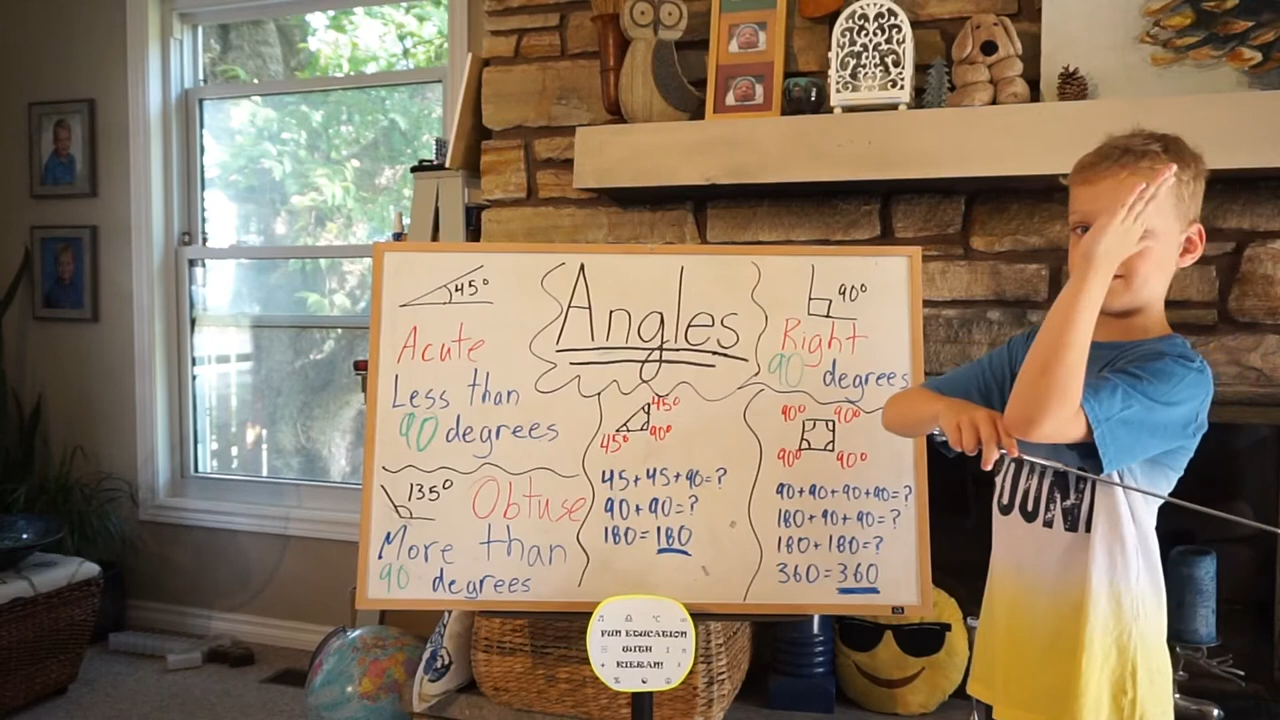 45°
Acute
Less than
90 degrees
135°
Obtuse
More than
90 degrees
Angles
45°
45° 90°
45+45+90=?
90+90=?
180=180
90°
Right
90 degrees
90° 90°
90° 90°
90+90+90+90=?
180+90+90=?
180+180=?
360=360
FUN EDUCATION
WITH
KIERAN!